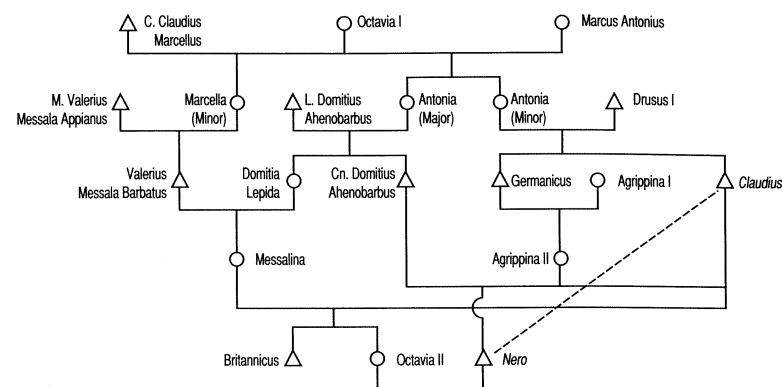 C. Claudius
Marcellus
Octavia I
Marcus Antonius
M. Valerius
Messala Appianus
Marcella
(Minor)
L. Domitius
Ahenobarbus
Antonia
(Major)
Antonia
(Minor)
Drusus I
Valerius
Messala Barbatus
Domitia
Lepida
Cn. Domitius
Ahenobarbus
Germanicus
Agrippina I
Claudius
Messalina
Agrippina II
Britannicus
Octavia II
Nero